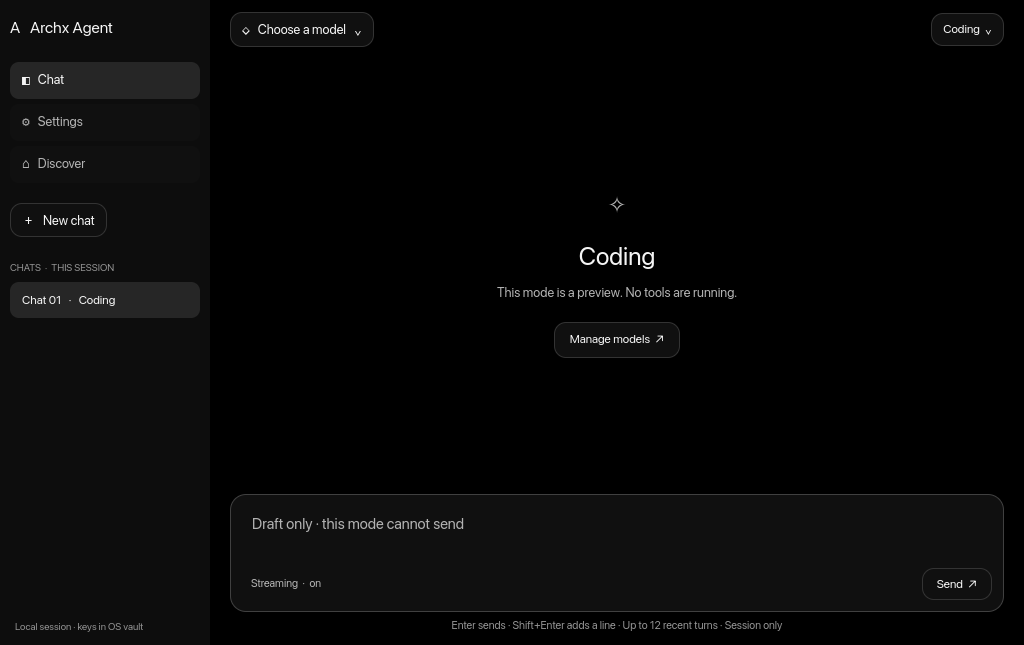 A Archx Agent
Chat
Settings
Discover
+ New chat
CHATS · THIS SESSION
Chat 01 · Coding
Local session · keys in OS vault
Choose a model
Coding
Coding
This mode is a preview. No tools are running.
Manage models ↗
Draft only · this mode cannot send
Streaming · on
Send ↗
Enter sends · Shift+Enter adds a line · Up to 12 recent turns · Session only